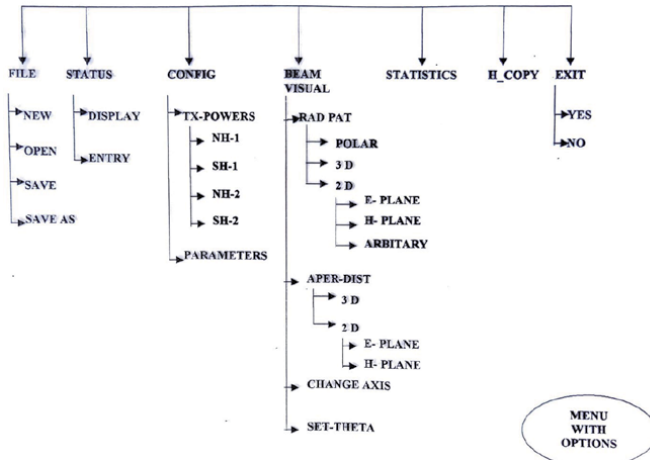 FILE
STATUS
CONFIG
BEAM
VISUAL
STATISTICS
H_COPY
EXIT
NEW
OPEN
SAVE
SAVE AS
DISPLAY
ENTRY
TX-POWERS
NH-1
SH-1
NH-2
SH-2
PARAMETERS
RAD PAT
POLAR
3 D
2 D
E- PLANE
H- PLANE
ARBITARY
APER-DIST
3 D
2 D
E- PLANE
H- PLANE
CHANGE AXIS
SET-THETA
YES
NO
MENU
WITH
OPTIONS